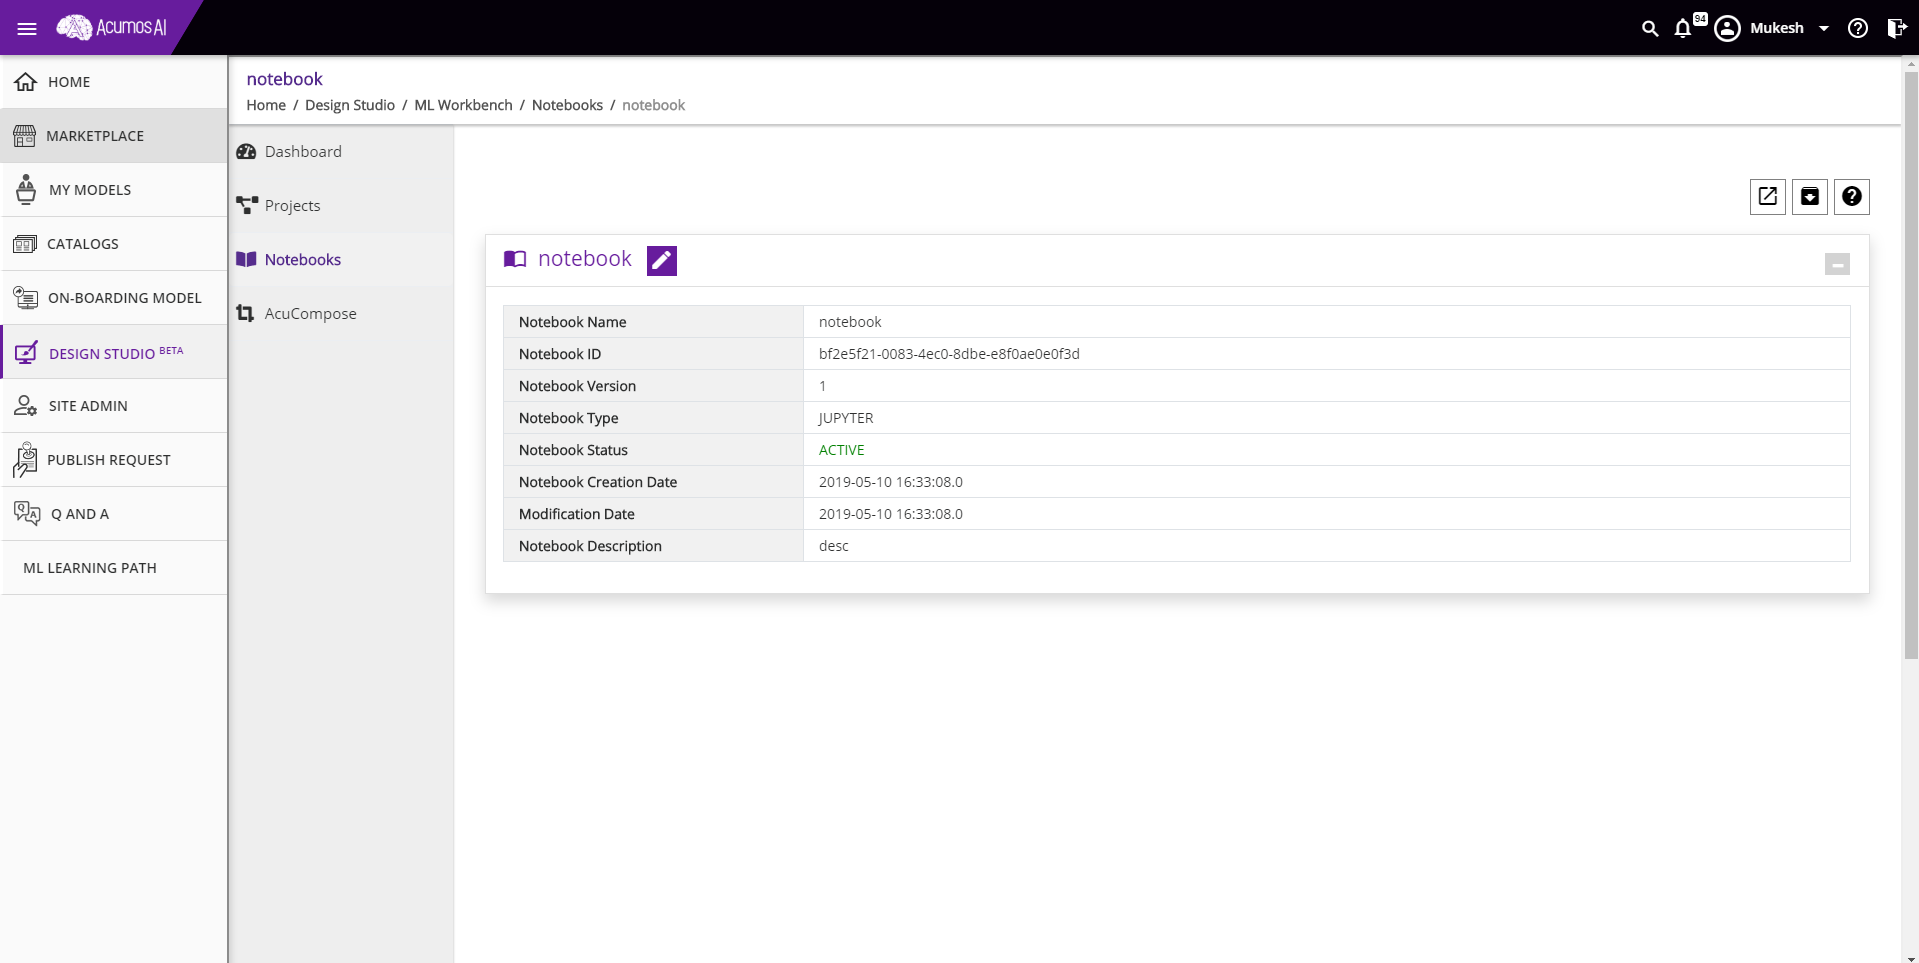 Acumos AI
94
Mukesh
HOME
MARKETPLACE
MY MODELS
CATALOGS
ON-BOARDING MODEL
DESIGN STUDIO BETA
SITE ADMIN
PUBLISH REQUEST
Q AND A
ML LEARNING PATH
notebook
Home / Design Studio / ML Workbench / Notebooks / notebook
Dashboard
Projects
Notebooks
AcuCompose
notebook
Notebook Name notebook
Notebook ID bf2e5f21-0083-4ec0-8dbe-e8f0ae0e0f3d
Notebook Version 1
Notebook Type JUPYTER
Notebook Status ACTIVE
Notebook Creation Date 2019-05-10 16:33:08.0
Modification Date 2019-05-10 16:33:08.0
Notebook Description desc